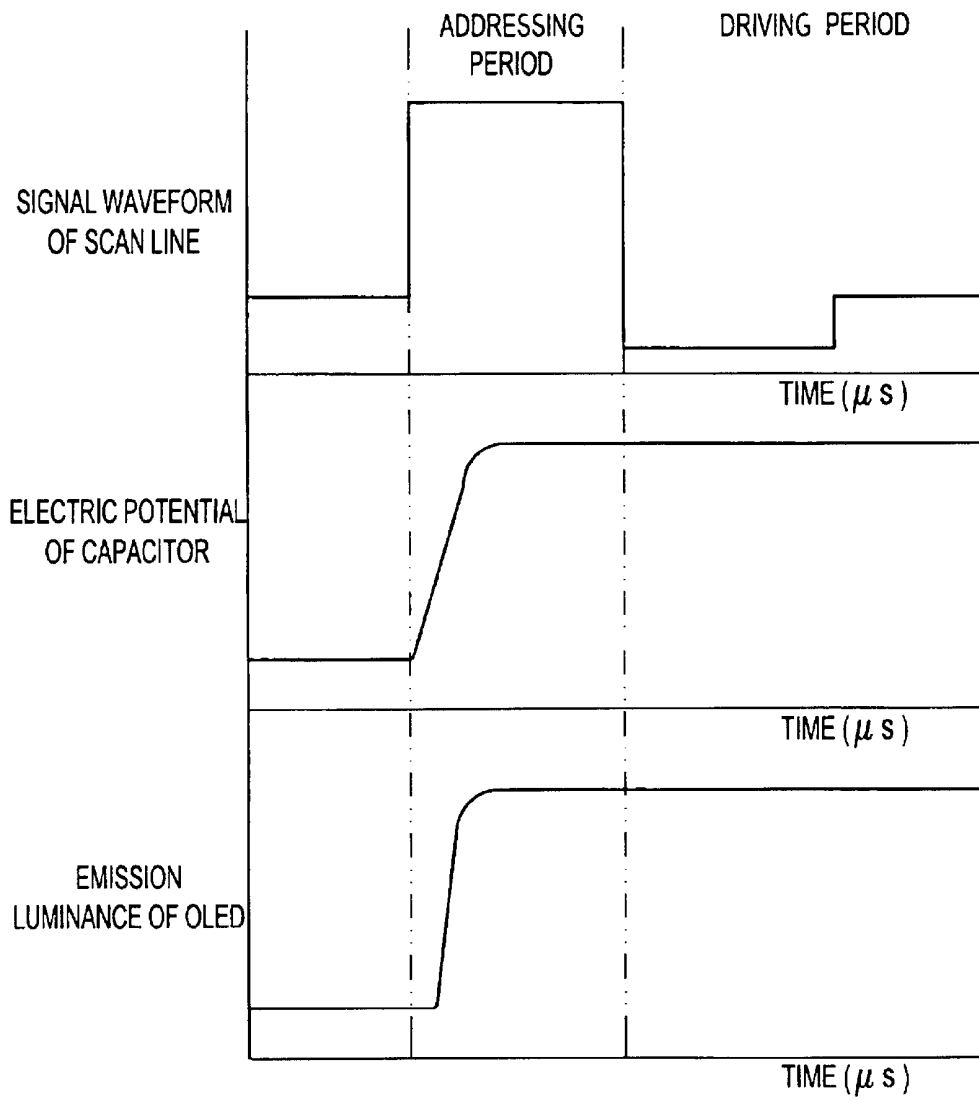 ADDRESSING
PERIOD
DRIVING PERIOD
SIGNAL WAVEFORM
OF SCAN LINE
TIME (μ s)
ELECTRIC POTENTIAL
OF CAPACITOR
TIME (μ s)
EMISSION
LUMINANCE OF OLED
TIME (μ s)